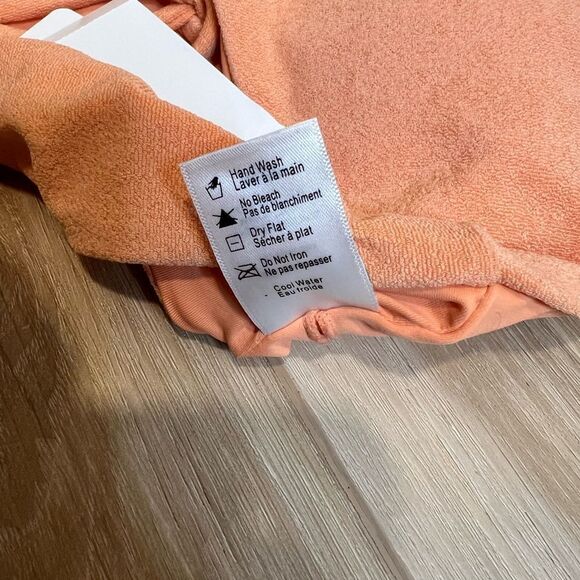 Hand Wash
Laver à la main
No Bleach
Pas de blanchiment
Dry Flat
Sécher à plat
Do Not Iron
Ne pas repasser
Cool Water
Eau froide